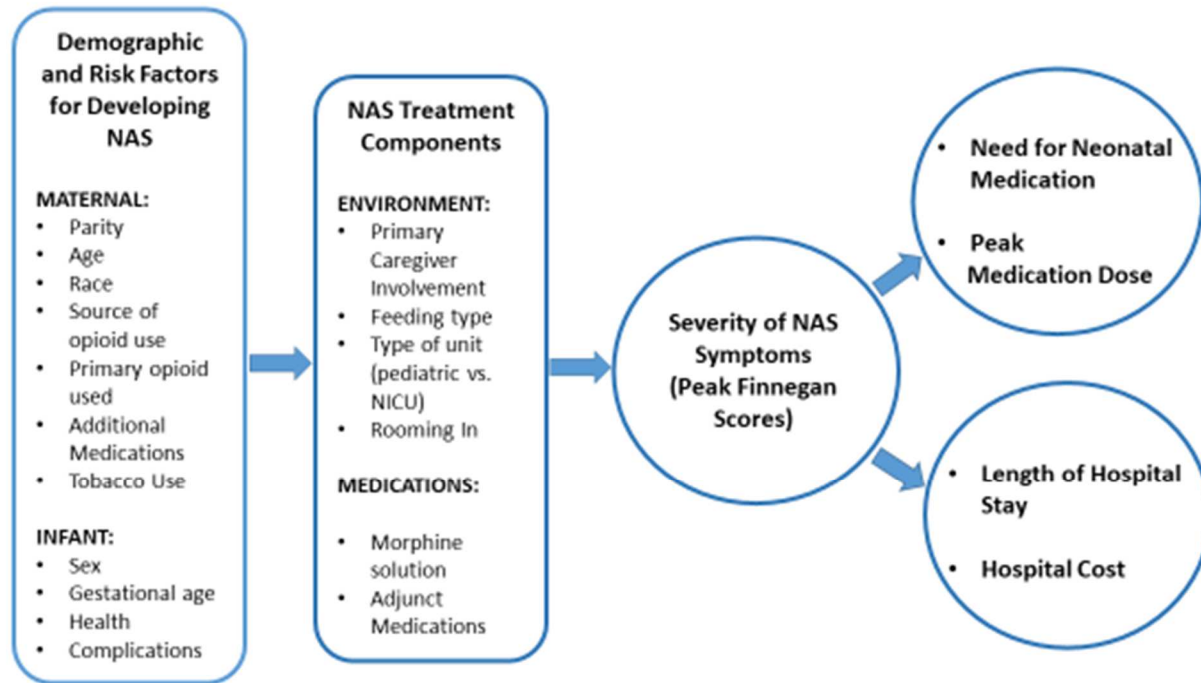 Demographic
and Risk Factors
for Developing
NAS
MATERNAL:
• Parity
• Age
• Race
• Source of
opioid use
• Primary opioid
used
• Additional
Medications
• Tobacco Use
INFANT:
• Sex
• Gestational age
• Health
• Complications
NAS Treatment
Components
ENVIRONMENT:
• Primary
Caregiver
Involvement
• Feeding type
• Type of unit
(pediatric vs.
NICU)
• Rooming In
MEDICATIONS:
• Morphine
solution
• Adjunct
Medications
Severity of NAS
Symptoms
(Peak Finnegan
Scores)
• Need for Neonatal
Medication
• Peak
Medication Dose
• Length of Hospital
Stay
• Hospital Cost